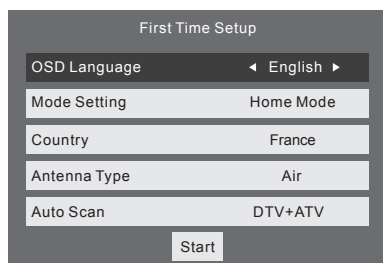 First Time Setup
OSD Language ◄ English ►
Mode Setting Home Mode
Country France
Antenna Type Air
Auto Scan DTV+ATV
Start